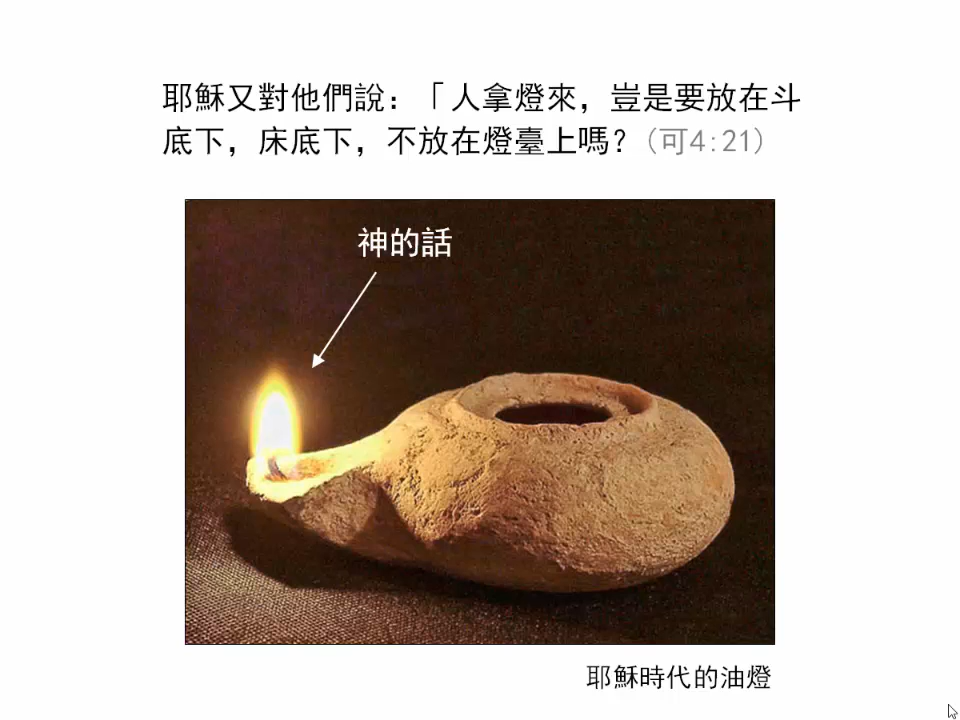 耶穌又對他們說：「人拿燈來，豈是要放在斗
底下，床底下，不放在燈臺上嗎？(可4:21)
神的話
耶穌時代的油燈